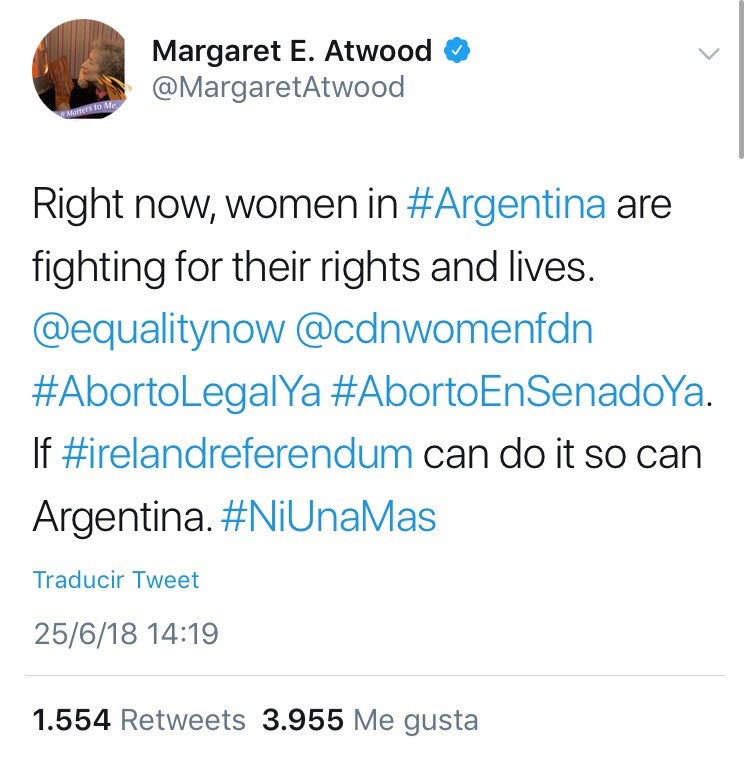 Margaret E. Atwood
@MargaretAtwood
It Matters to Me
Right now, women in #Argentina are
fighting for their rights and lives.
@equalitynow @cdnwomenfdn
#AbortoLegalYa #AbortoEnSenadoYa.
If #irelandreferendum can do it so can
Argentina. #NiUnaMas
Traducir Tweet
25/6/18 14:19
1.554 Retweets 3.955 Me gusta